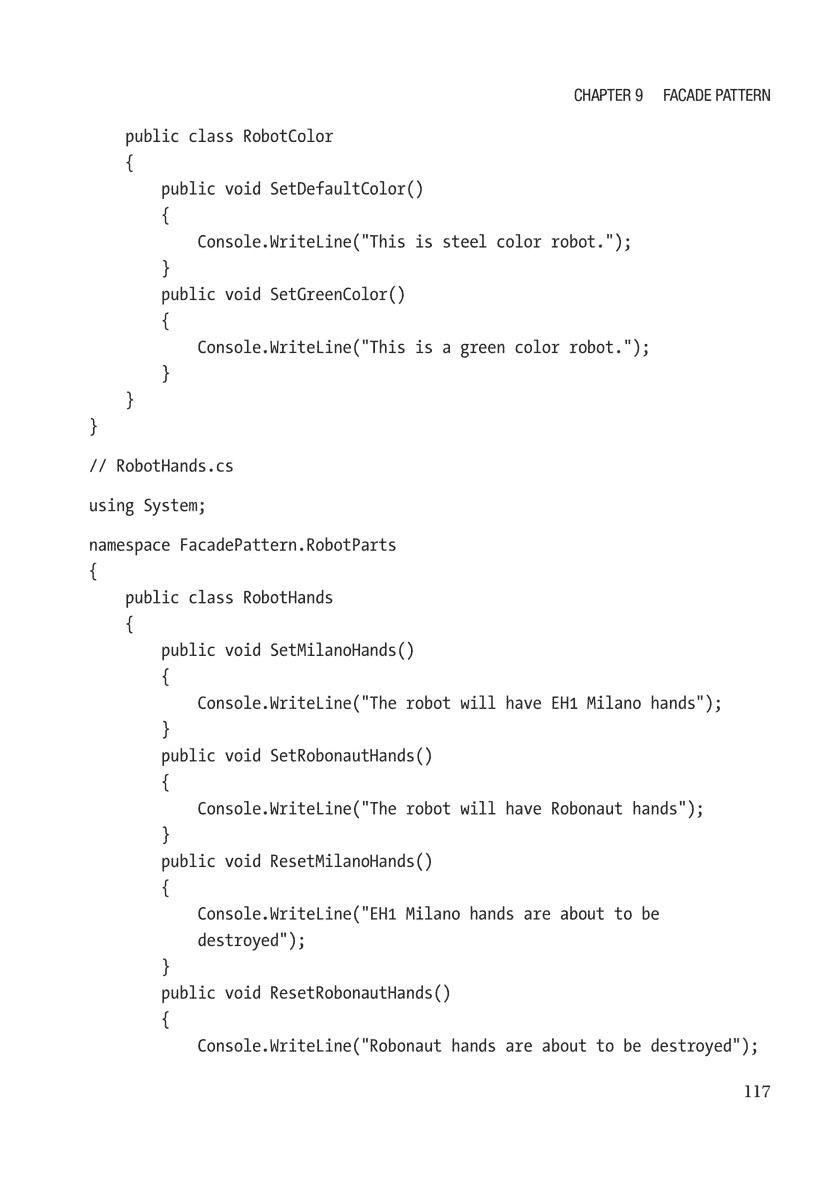 CHAPTER 9 FACADE PATTERN
public class RobotColor
{
public void SetDefaultColor()
{
Console.WriteLine("This is steel color robot.");
}
public void SetGreenColor()
{
Console.WriteLine("This is a green color robot.");
}
}
}
// RobotHands.cs
using System;
namespace FacadePattern.RobotParts
{
public class RobotHands
{
public void SetMilanoHands()
{
Console.WriteLine("The robot will have EH1 Milano hands");
}
public void SetRobonautHands()
{
Console.WriteLine("The robot will have Robonaut hands");
}
public void ResetMilanoHands()
{
Console.WriteLine("EH1 Milano hands are about to be
destroyed");
}
public void ResetRobonautHands()
{
Console.WriteLine("Robonaut hands are about to be destroyed");
117